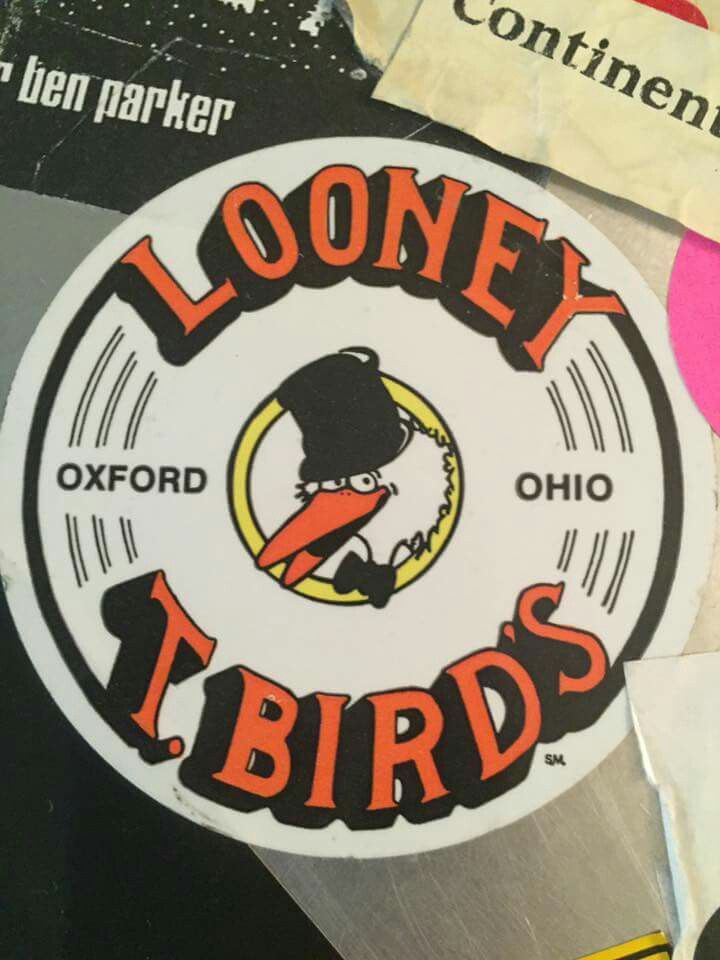 ben parker
Continent
LOONEY
OXFORD
OHIO
T. BIRD'S
SM